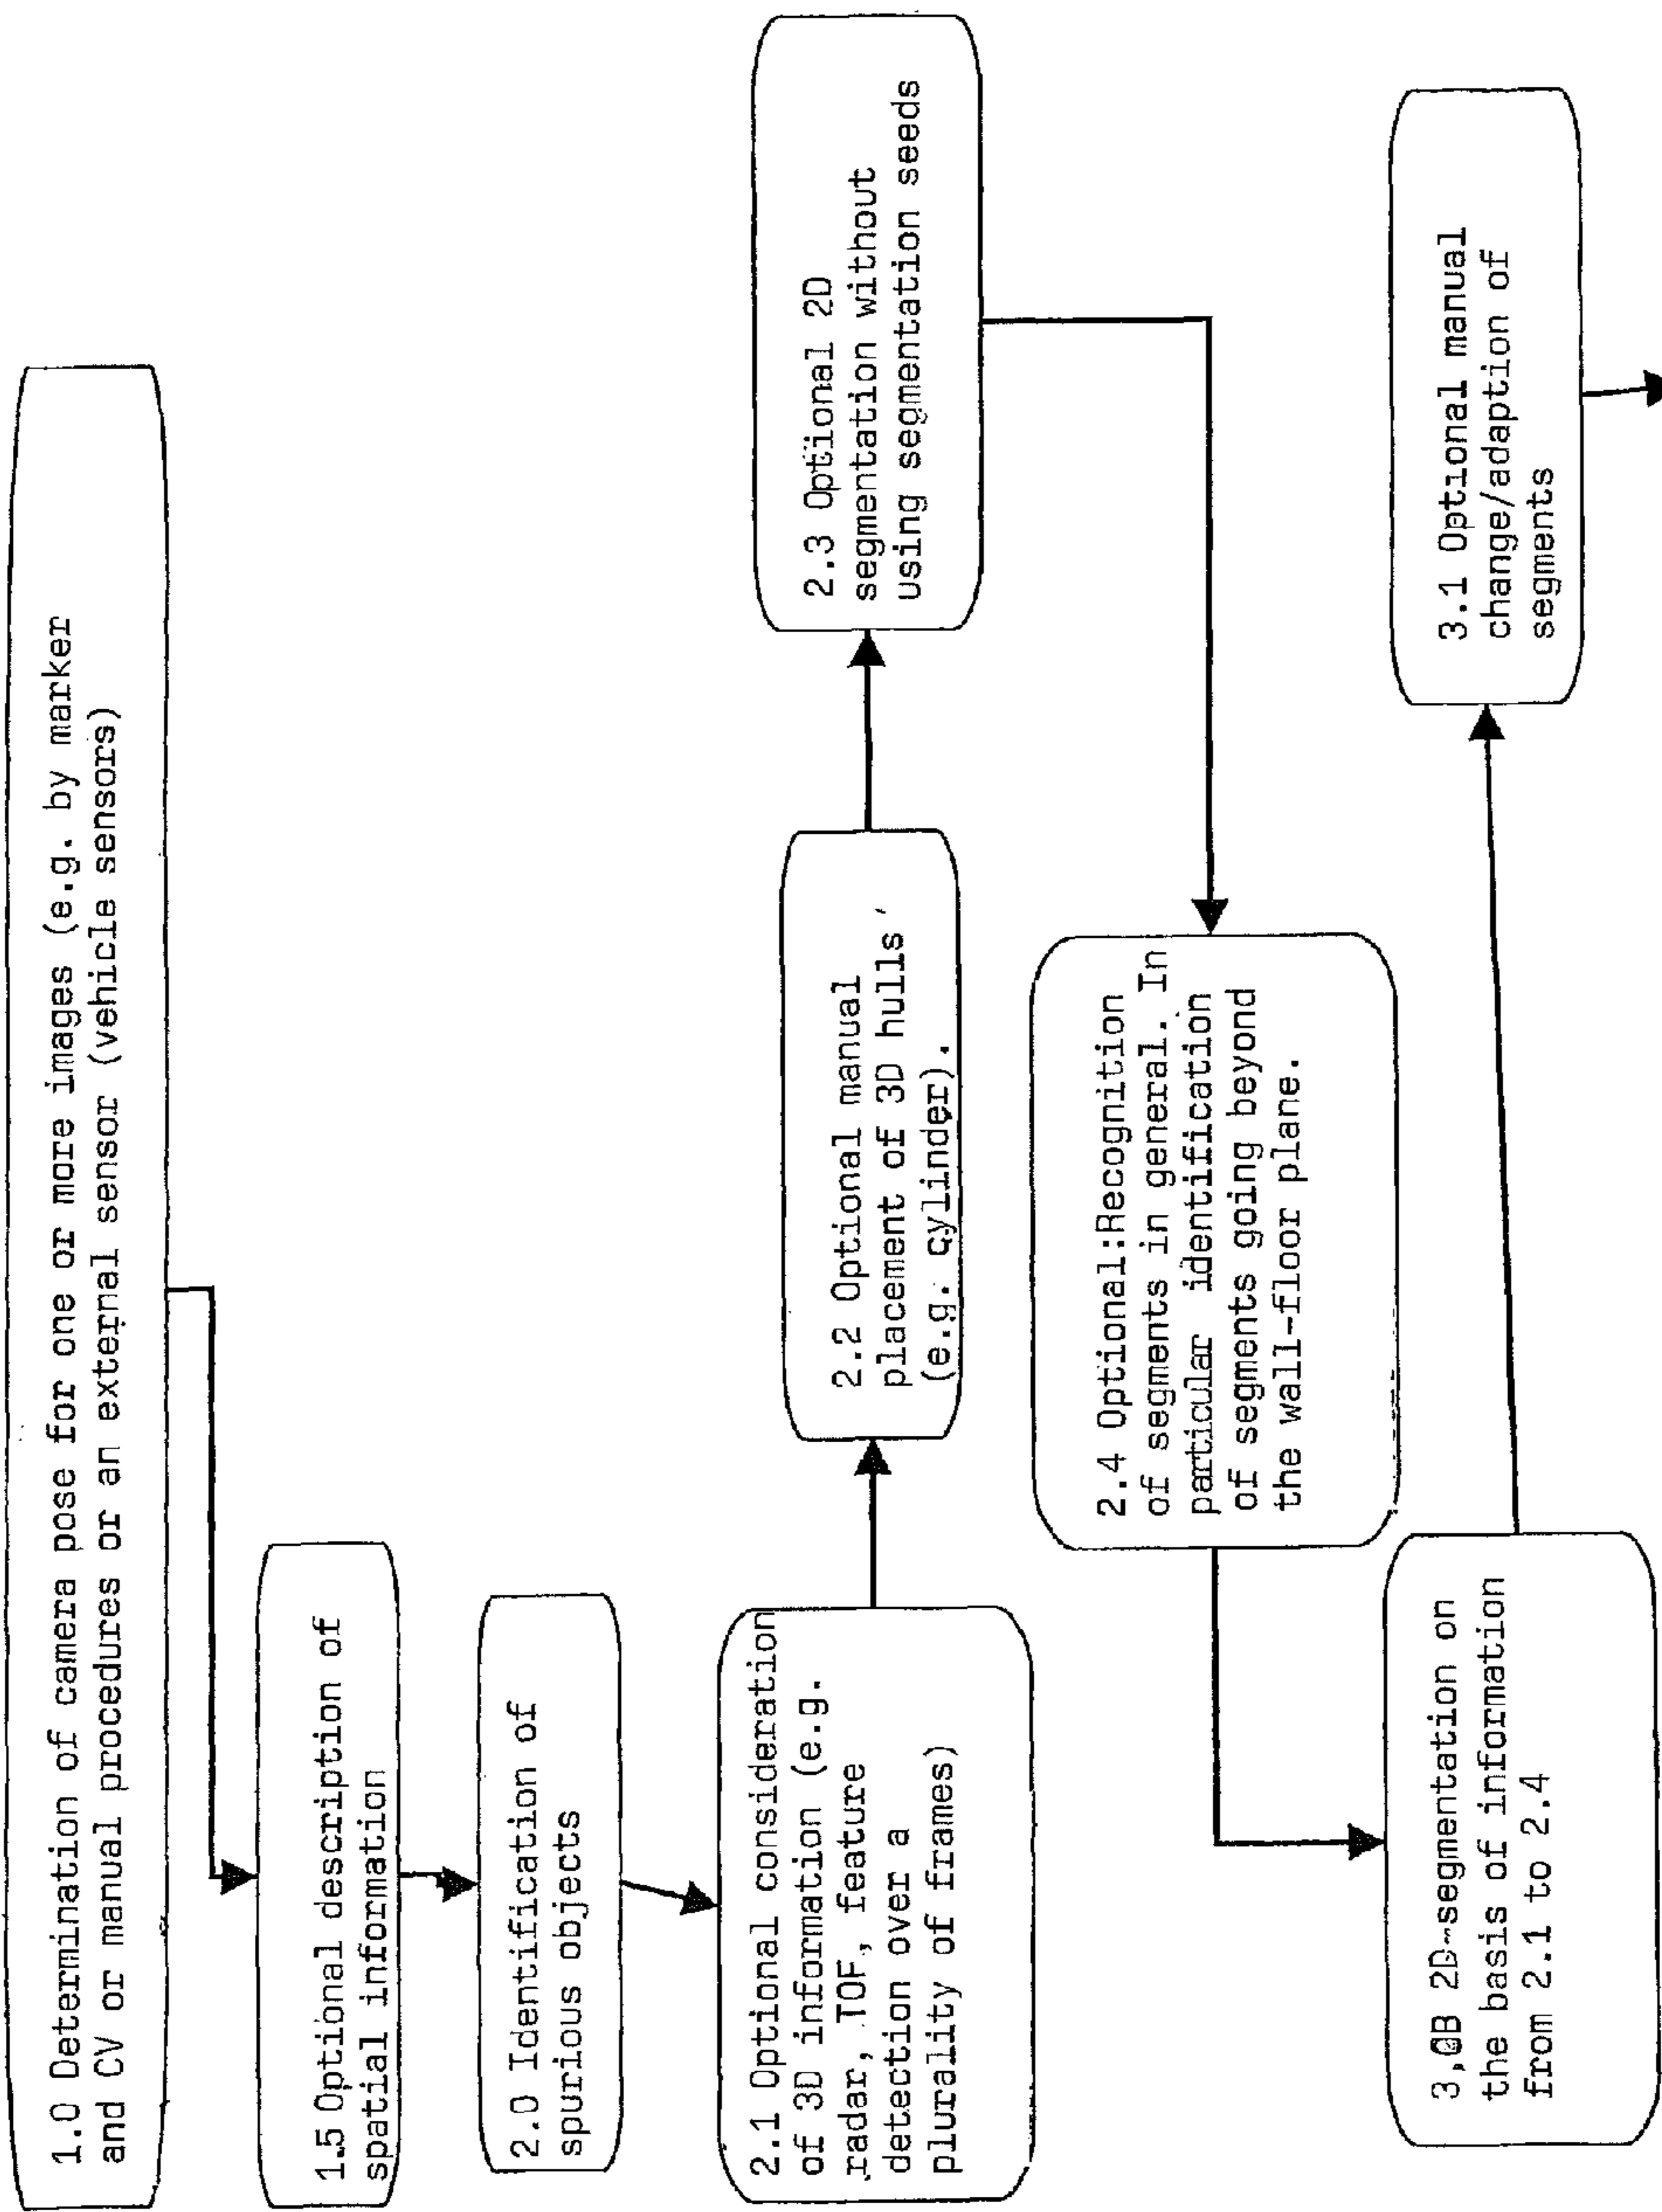 1.0 Determination of camera pose for one or more images (e.g. by marker
and CV or manual procedures or an external sensor (vehicle sensors)
1.5 Optional description of
spatial information
2.0 Identification of
spurious objects
2.1 Optional consideration
of 3D information (e.g.
radar, TOF, feature
detection over a
plurality of frames)
2.2 Optional manual
placement of 3D hulls
(e.g. cylinder).
2.3 Optional 2D
segmentation without
using segmentation seeds
2.4 Optional:Recognition
of segments in general. In
particular identification
of segments going beyond
the wall-floor plane.
3,0B 2D-segmentation on
the basis of information
from 2.1 to 2.4
3.1 Optional manual
change/adaption of
segments